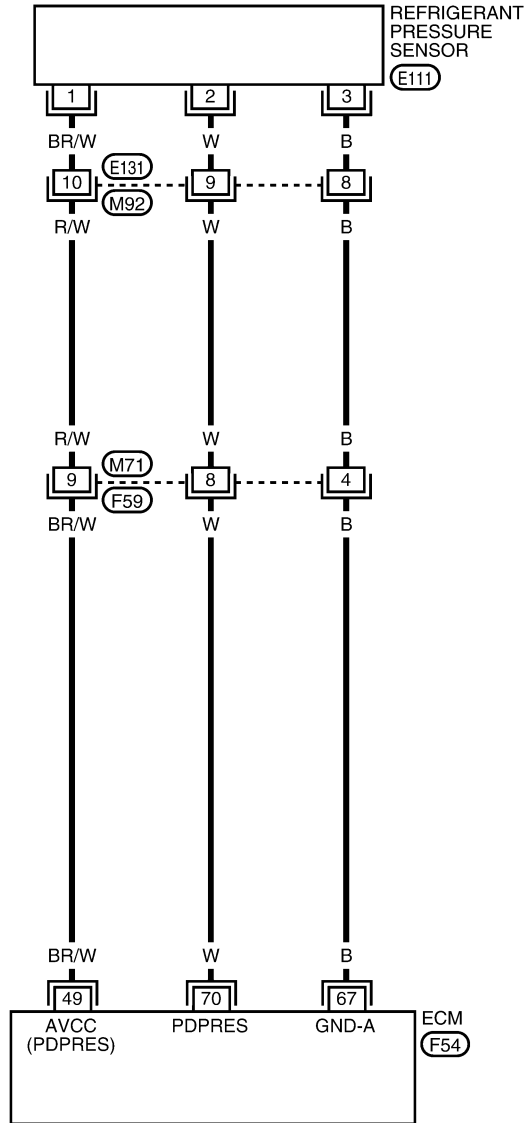 REFRIGERANT
PRESSURE
SENSOR
E111
1 2 3
BR/W W B
E131
10 9 8
M92
R/W W B
R/W W B
M71
9 8 4
F59
BR/W W B
BR/W W B
49 70 67
AVCC PDPRES GND-A
(PDPRES)
ECM
F54